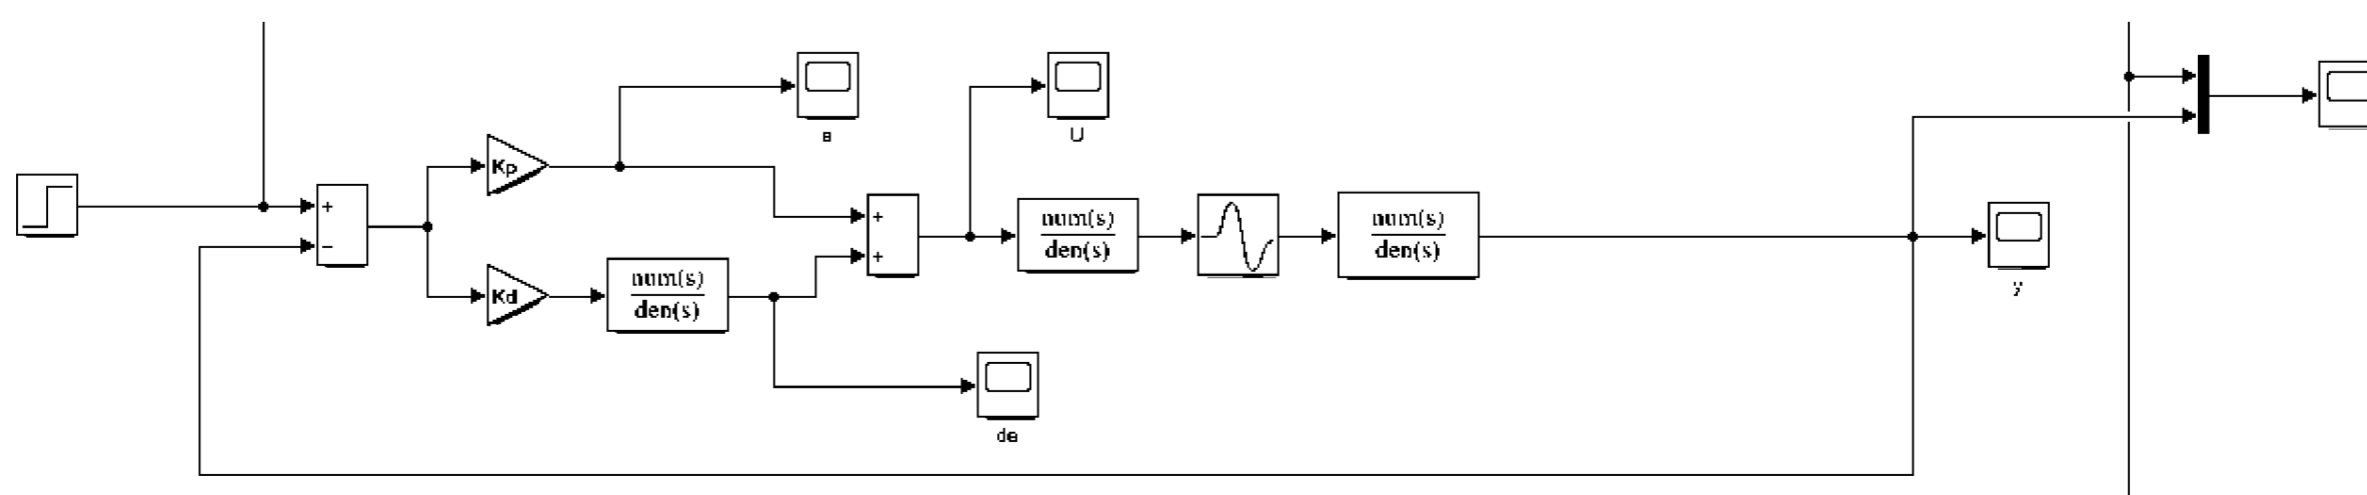 e
U
Kp
+
−
+
+
num(s)
den(s)
num(s)
den(s)
y
Kd
num(s)
den(s)
de